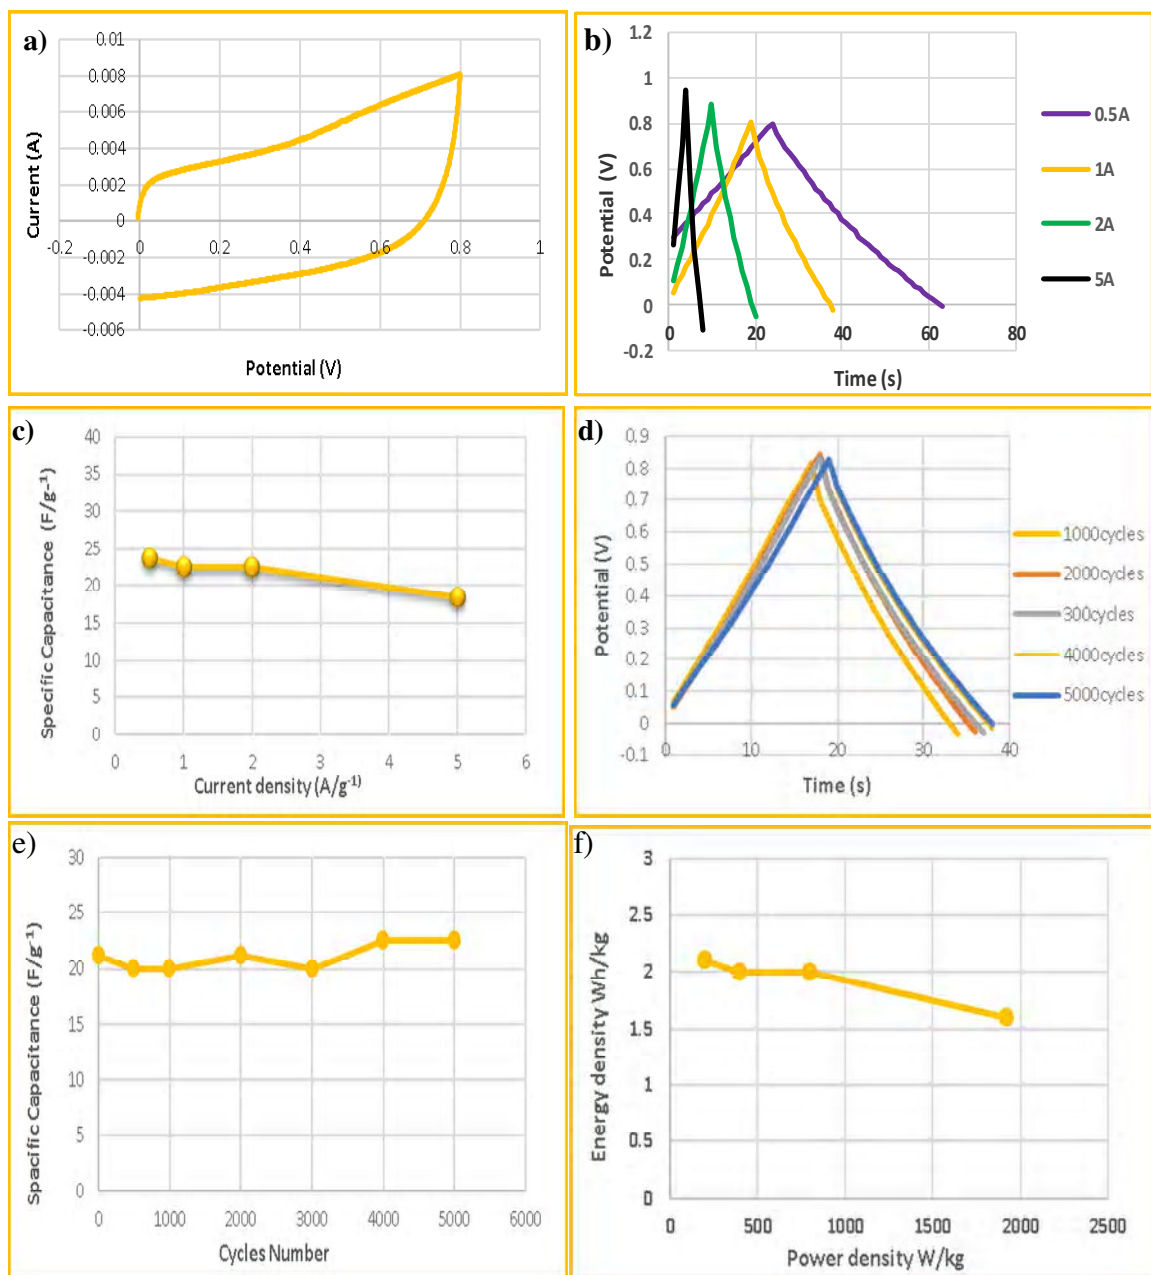 a)
0.01
0.008
0.006
0.004
0.002
0
-0.002
-0.004
-0.006
-0.2 0 0.2 0.4 0.6 0.8 1
Current (A)
Potential (V)
b)
1.2
1
0.8
0.6
0.4
0.2
0
-0.2
0 20 40 60 80
Potential (V)
Time (s)
0.5A
1A
2A
5A
c)
40
35
30
25
20
15
10
5
0
0 1 2 3 4 5 6
Specific Capacitance (F/g-¹)
Current density (A/g⁻¹)
d)
0.9
0.8
0.7
0.6
0.5
0.4
0.3
0.2
0.1
0
-0.1
0 10 20 30 40
Potential (V)
Time (s)
1000cycles
2000cycles
300cycles
4000cycles
5000cycles
e)
30
25
20
15
10
5
0
0 1000 2000 3000 4000 5000 6000
Spacific Capacitance (F/g⁻¹)
Cycles Number
f)
3
2.5
2
1.5
1
0.5
0
0 500 1000 1500 2000 2500
Energy density Wh/kg
Power density W/kg